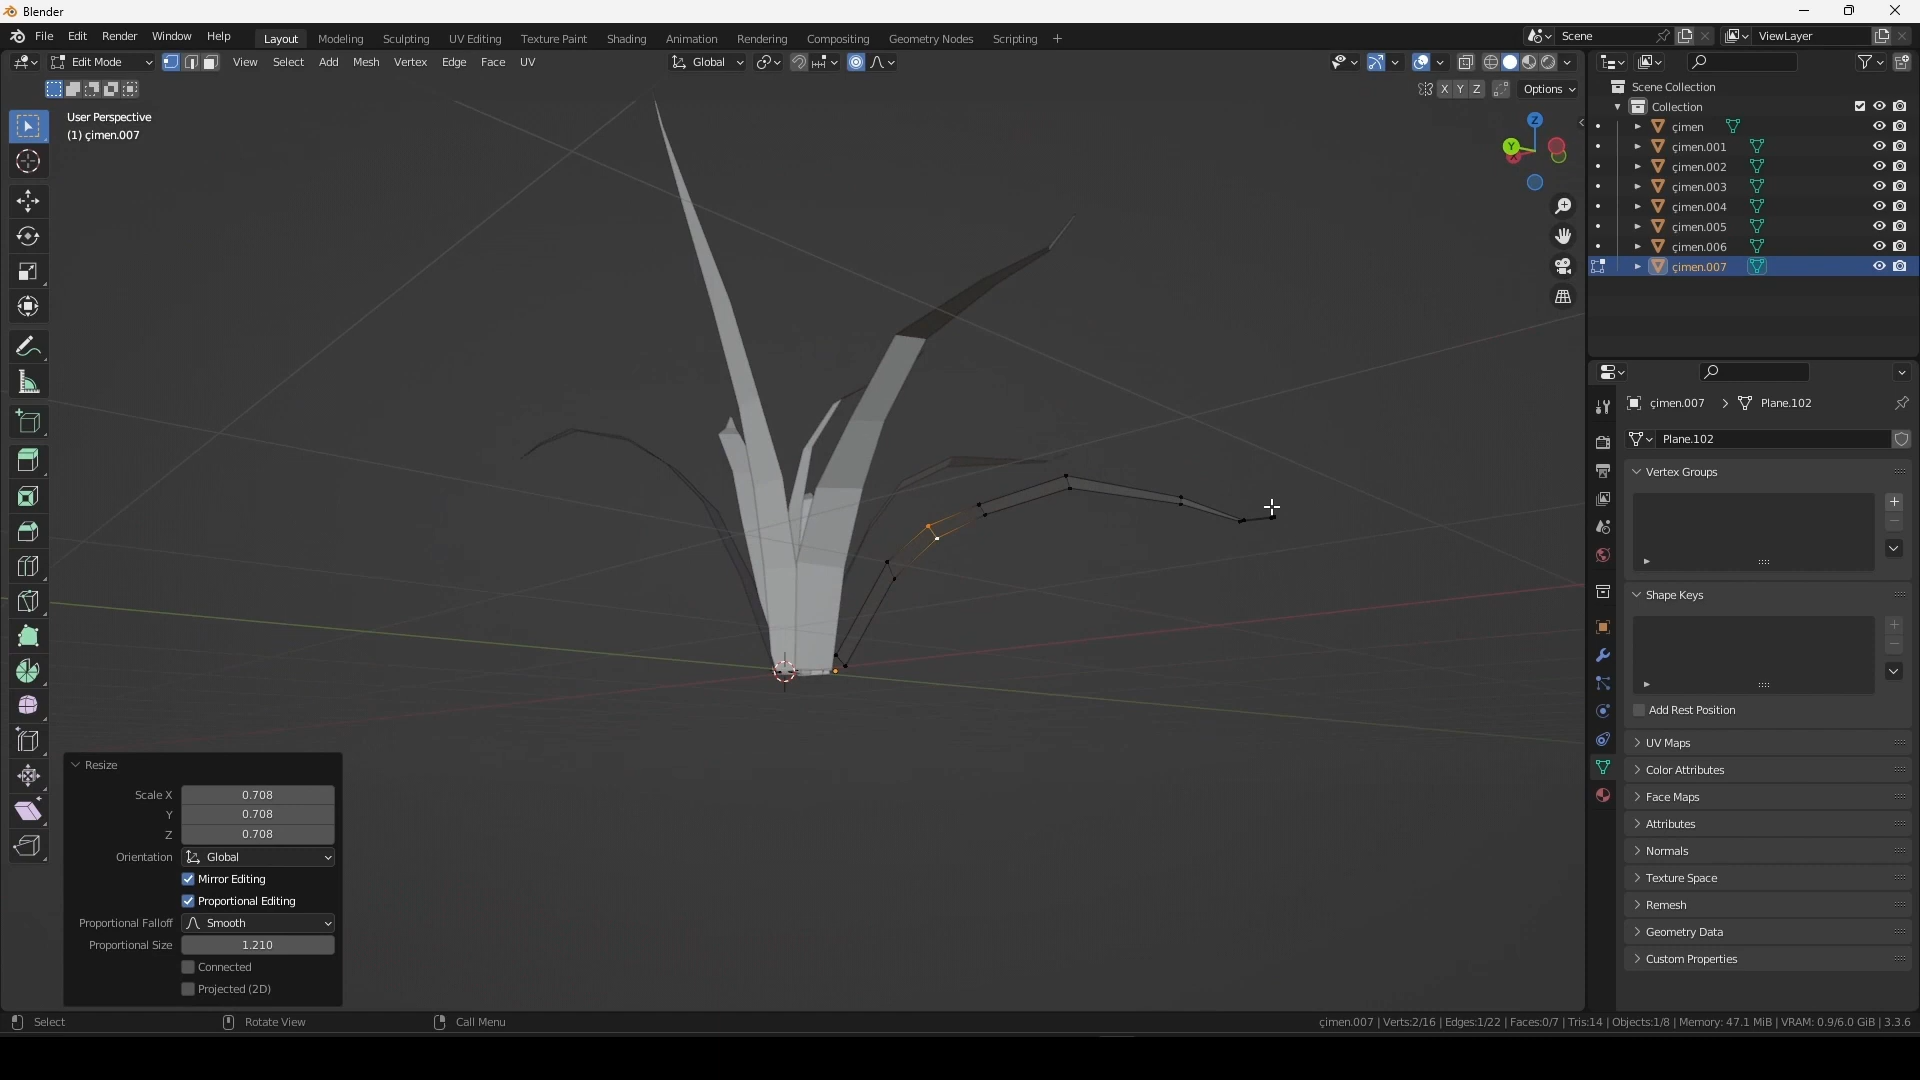 Blender
File Edit Render Window Help
Layout Modeling Sculpting UV Editing Texture Paint Shading Animation Rendering Compositing Geometry Nodes Scripting +
Scene
ViewLayer
Edit Mode
View Select Add Mesh Vertex Edge Face UV
Global
X Y Z
Options
User Perspective
(1) çimen.007
Z
Y
X
Scene Collection
Collection
çimen
çimen.001
çimen.002
çimen.003
çimen.004
çimen.005
çimen.006
çimen.007
çimen.007 > Plane.102
Plane.102
Vertex Groups
Shape Keys
Add Rest Position
UV Maps
Color Attributes
Face Maps
Attributes
Normals
Texture Space
Remesh
Geometry Data
Custom Properties
Resize
Scale X 0.708
Y 0.708
Z 0.708
Orientation Global
Mirror Editing
Proportional Editing
Proportional Falloff Smooth
Proportional Size 1.210
Connected
Projected (2D)
Select Rotate View Call Menu
çimen.007 | Verts:2/16 | Edges:1/22 | Faces:0/7 | Tris:14 | Objects:1/8 | Memory: 47.1 MiB | VRAM: 0.9/6.0 GiB | 3.3.6